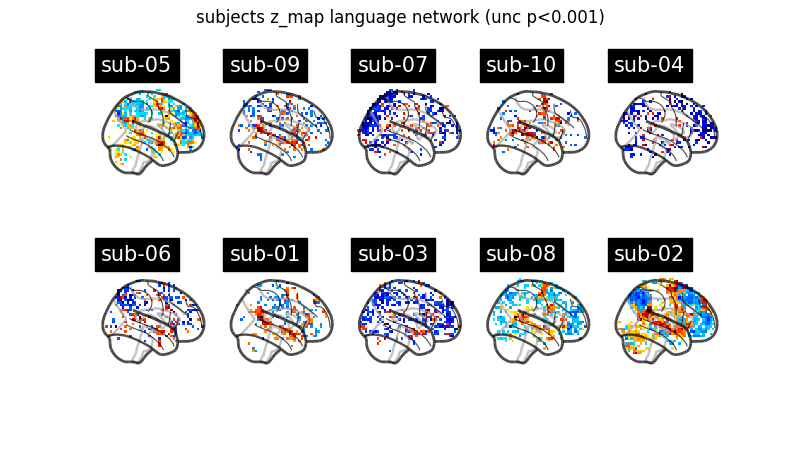 subjects z_map language network (unc p<0.001)
sub-05
sub-09
sub-07
sub-10
sub-04
sub-06
sub-01
sub-03
sub-08
sub-02